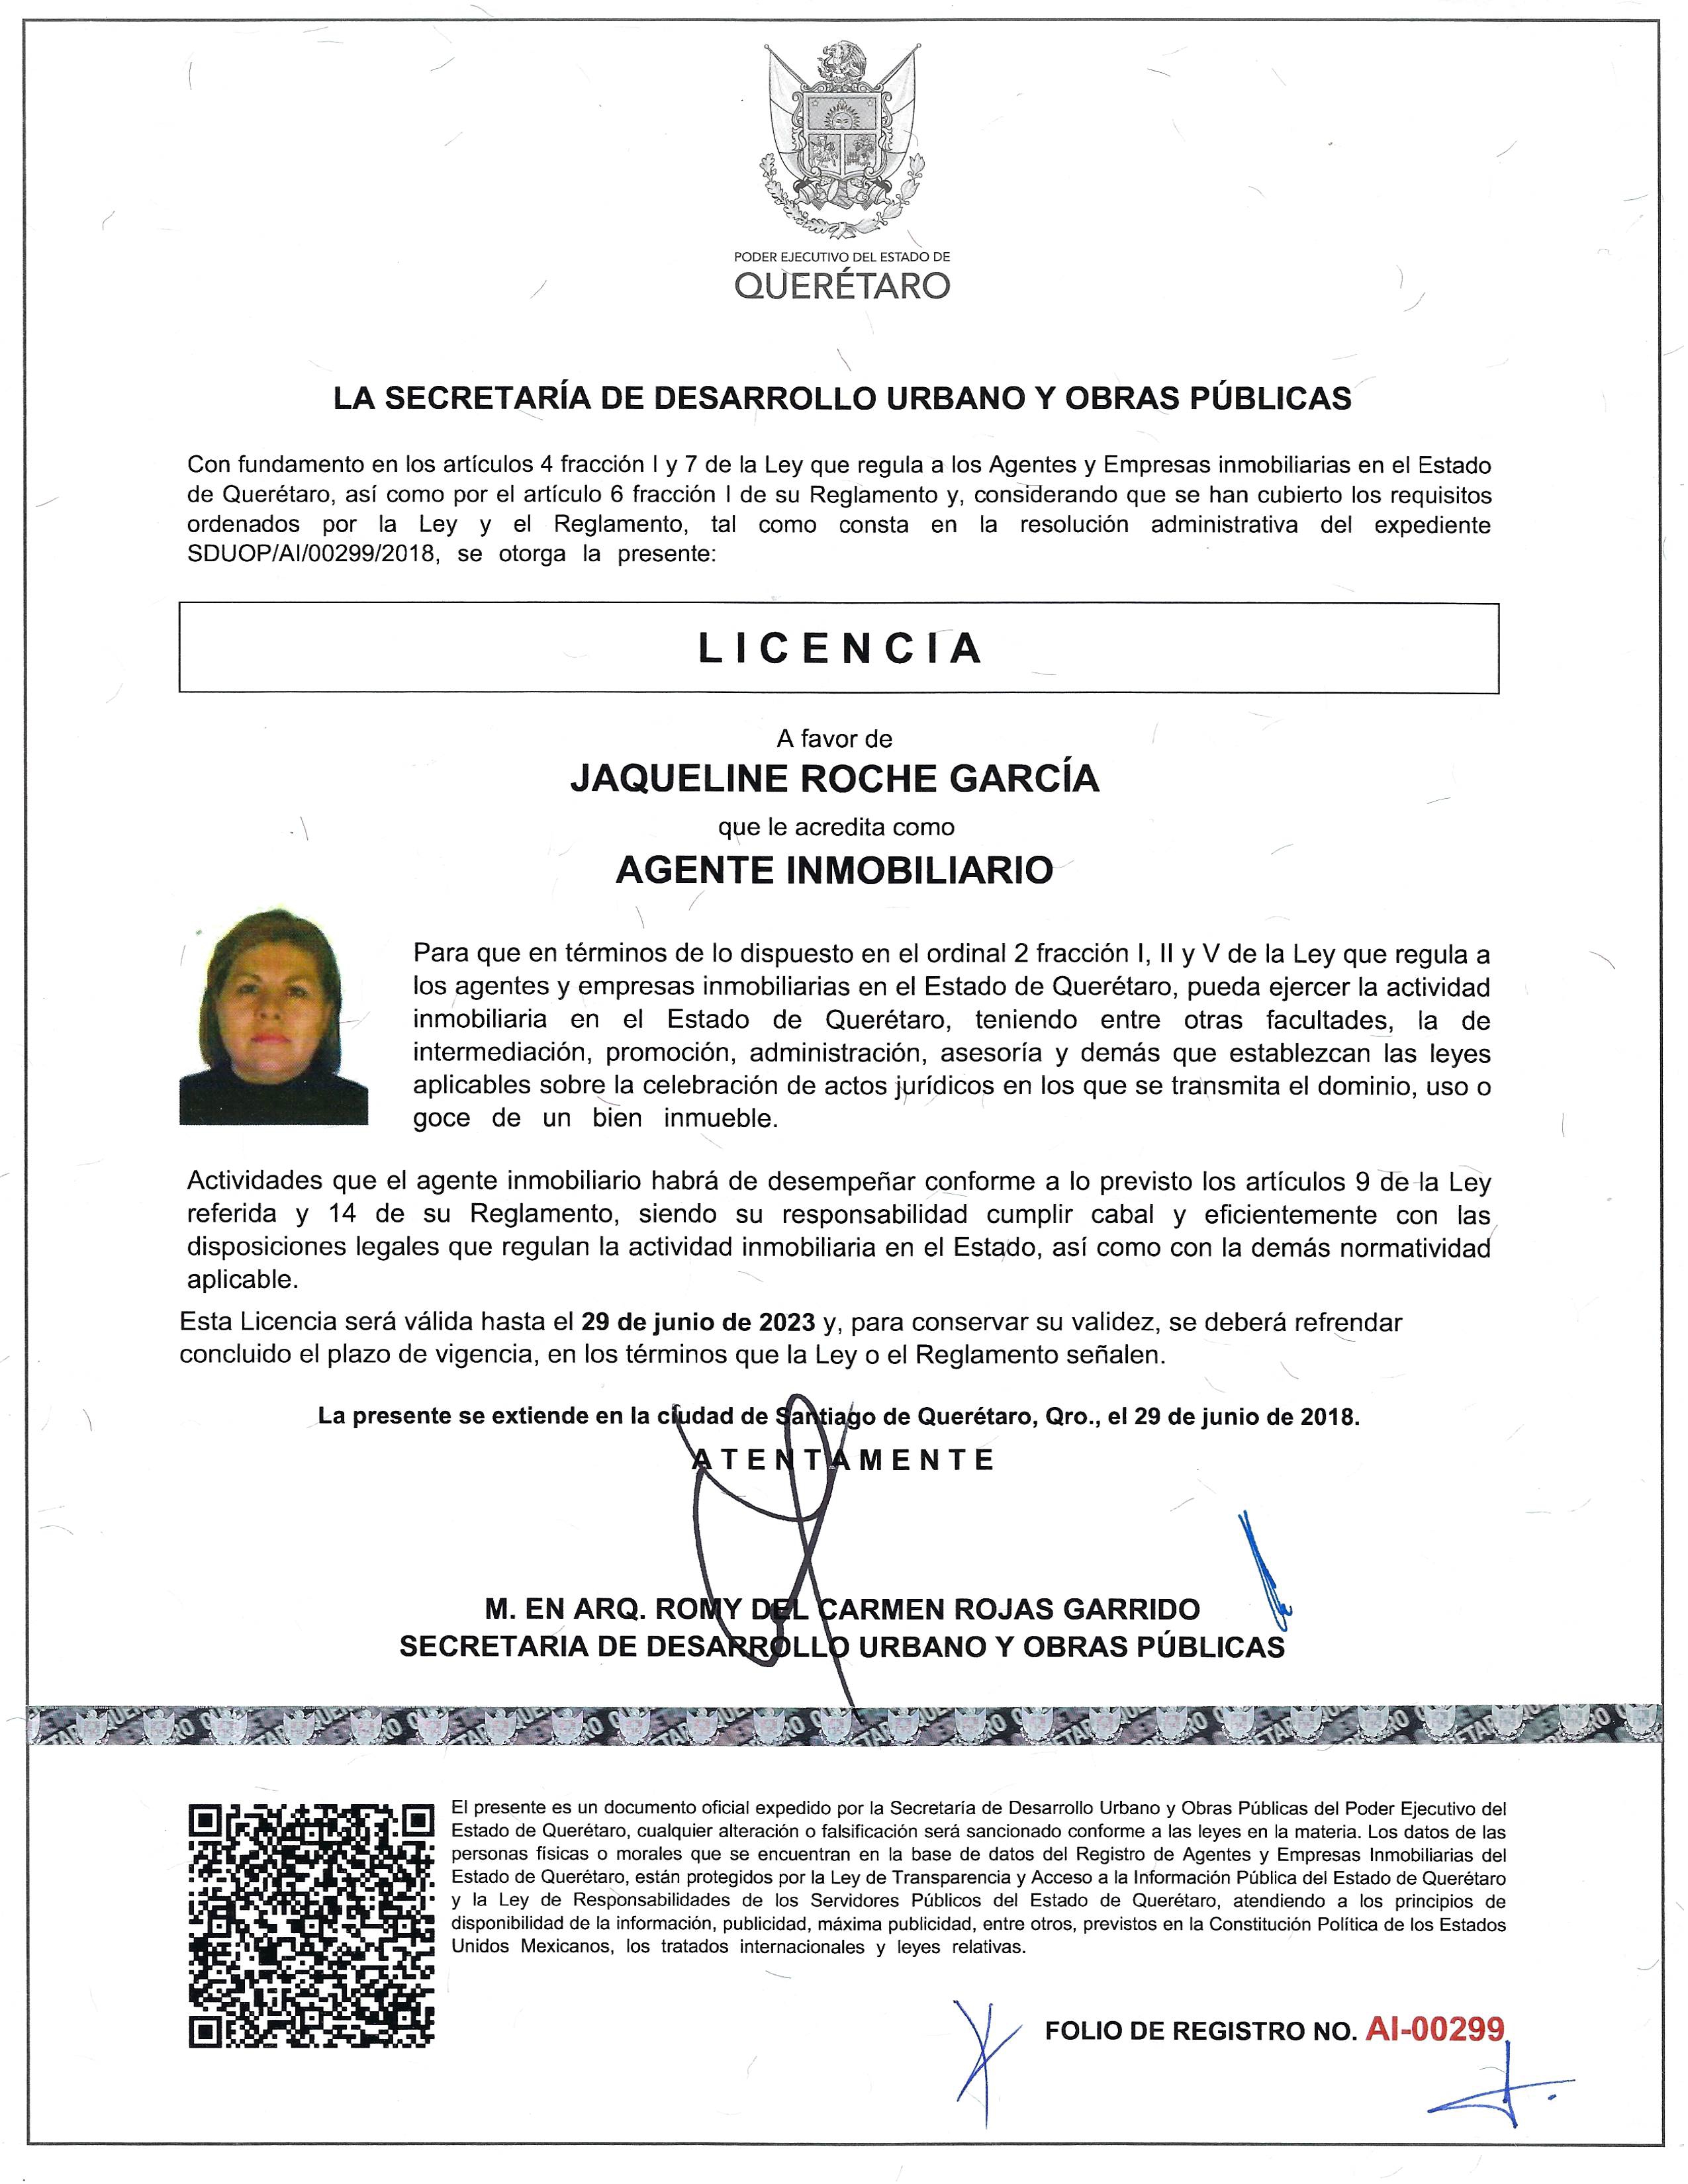 PODER EJECUTIVO DEL ESTADO DE
QUERÉTARO
LA SECRETARÍA DE DESARROLLO URBANO Y OBRAS PÚBLICAS
Con fundamento en los artículos 4 fracción I y 7 de la Ley que regula a los Agentes y Empresas inmobiliarias en el Estado
de Querétaro, así como por el artículo 6 fracción I de su Reglamento y, considerando que se han cubierto los requisitos
ordenados por la Ley y el Reglamento, tal como consta en la resolución administrativa del expediente
SDUOP/AI/00299/2018, se otorga la presente:
LICENCIA
A favor de
JAQUELINE ROCHE GARCÍA
que le acredita como
AGENTE INMOBILIARIO
Para que en términos de lo dispuesto en el ordinal 2 fracción I, II y V de la Ley que regula a
los agentes y empresas inmobiliarias en el Estado de Querétaro, pueda ejercer la actividad
inmobiliaria en el Estado de Querétaro, teniendo entre otras facultades, la de
intermediación, promoción, administración, asesoría y demás que establezcan las leyes
aplicables sobre la celebración de actos jurídicos en los que se transmita el dominio, uso o
goce de un bien inmueble.
Actividades que el agente inmobiliario habrá de desempeñar conforme a lo previsto los artículos 9 de la Ley
referida y 14 de su Reglamento, siendo su responsabilidad cumplir cabal y eficientemente con las
disposiciones legales que regulan la actividad inmobiliaria en el Estado, así como con la demás normatividad
aplicable.
Esta Licencia será válida hasta el 29 de junio de 2023 y, para conservar su validez, se deberá refrendar
concluido el plazo de vigencia, en los términos que la Ley o el Reglamento señalen.
La presente se extiende en la ciudad de Santiago de Querétaro, Qro., el 29 de junio de 2018.
ATENTAMENTE
M. EN ARQ. ROMY DEL CARMEN ROJAS GARRIDO
SECRETARIA DE DESARROLLO URBANO Y OBRAS PÚBLICAS
El presente es un documento oficial expedido por la Secretaría de Desarrollo Urbano y Obras Públicas del Poder Ejecutivo del
Estado de Querétaro, cualquier alteración o falsificación será sancionado conforme a las leyes en la materia. Los datos de las
personas físicas o morales que se encuentran en la base de datos del Registro de Agentes y Empresas Inmobiliarias del
Estado de Querétaro, están protegidos por la Ley de Transparencia y Acceso a la Información Pública del Estado de Querétaro
y la Ley de Responsabilidades de los Servidores Públicos del Estado de Querétaro, atendiendo a los principios de
disponibilidad de la información, publicidad, máxima publicidad, entre otros, previstos en la Constitución Política de los Estados
Unidos Mexicanos, los tratados internacionales y leyes relativas.
FOLIO DE REGISTRO NO. AI-00299